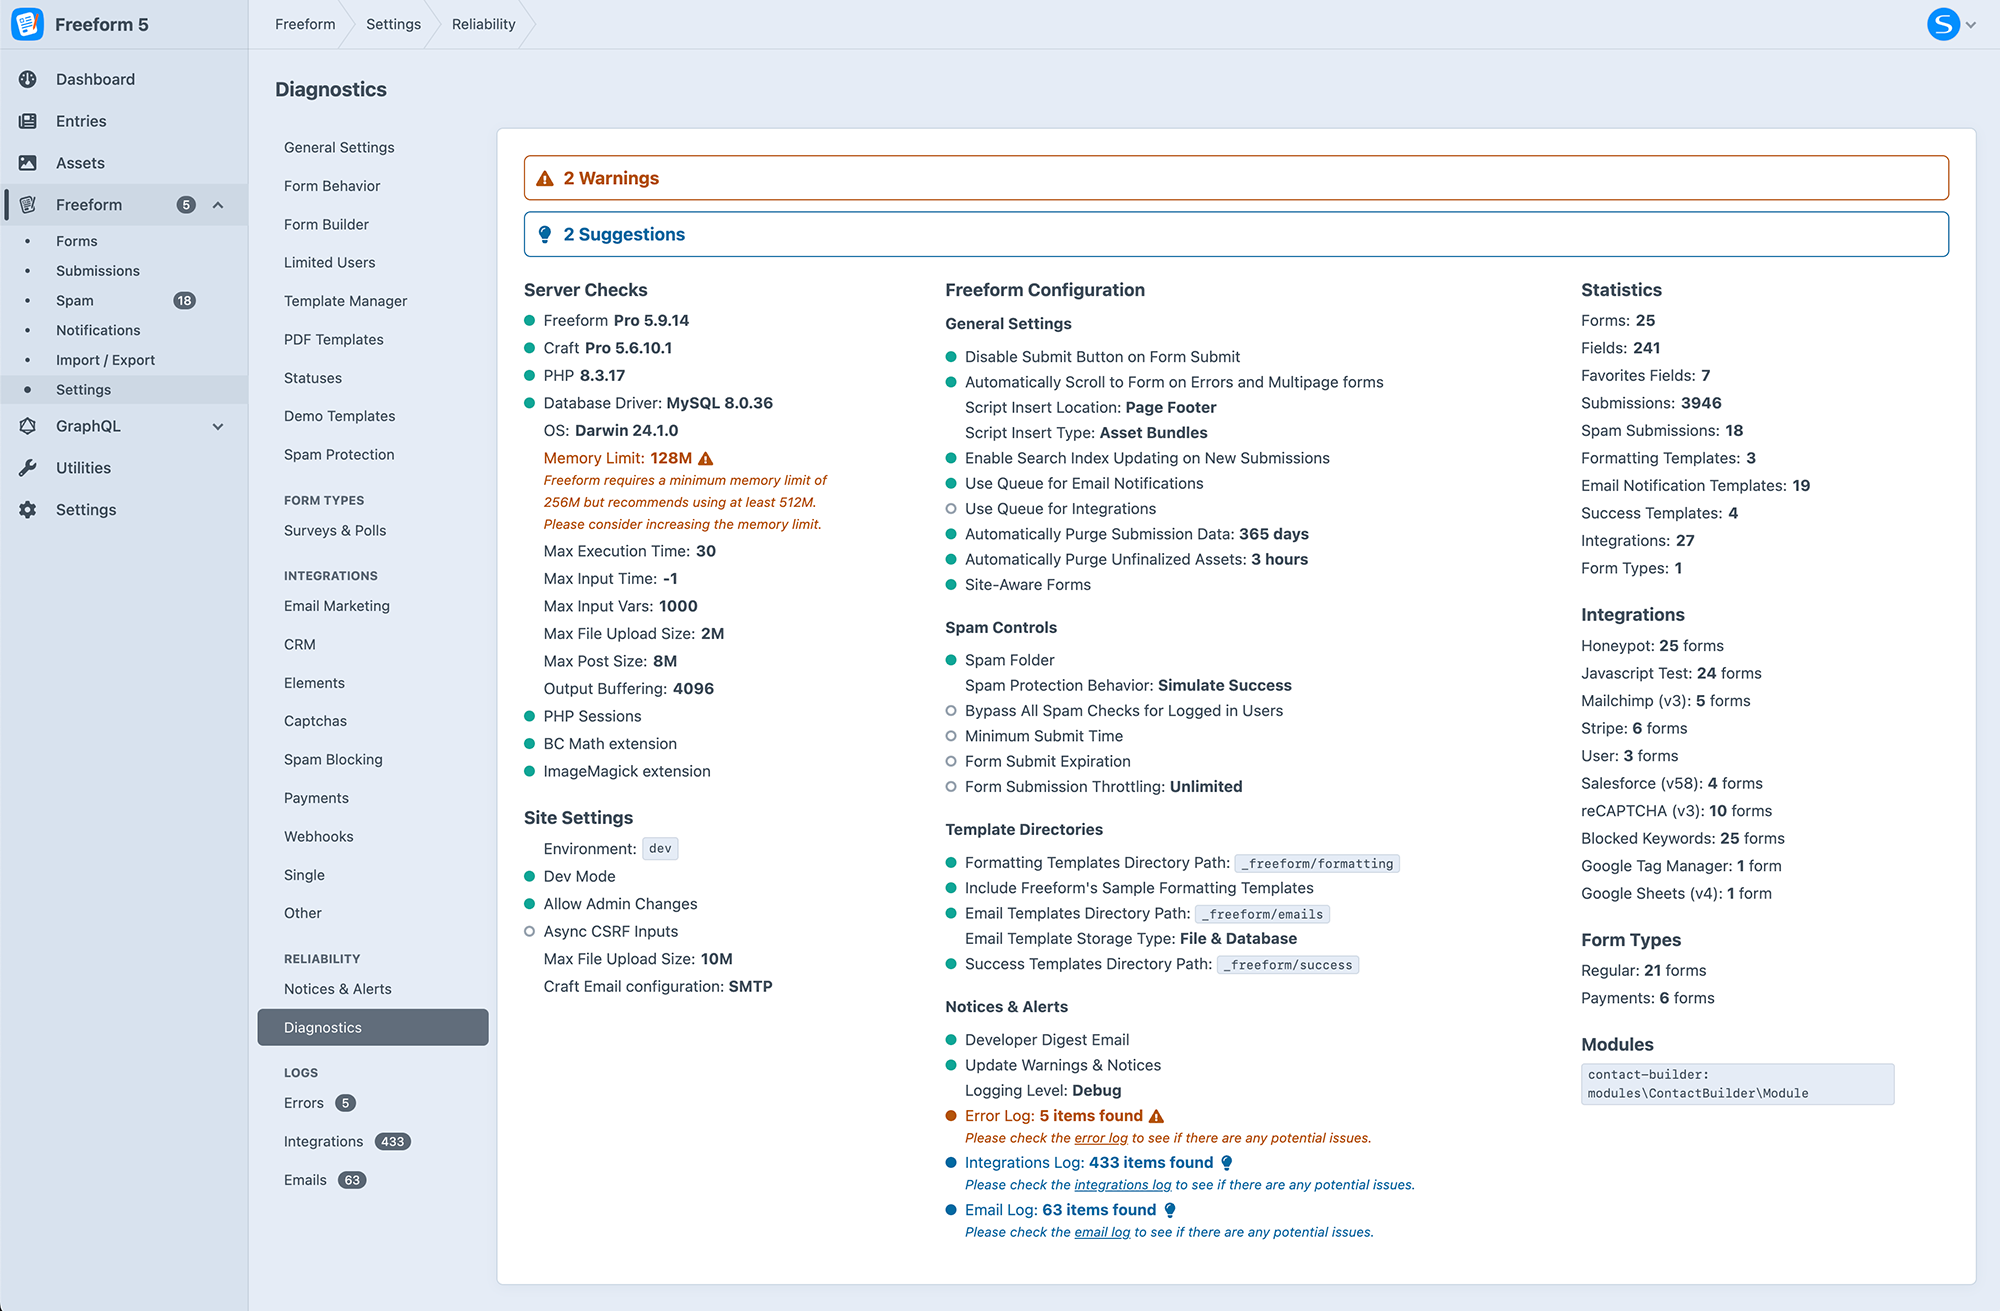 Freeform 5
Freeform
Settings
Reliability
S
Dashboard
Entries
Assets
Freeform 5
Forms
Submissions
Spam 18
Notifications
Import / Export
Settings
GraphQL
Utilities
Settings
Diagnostics
General Settings
Form Behavior
Form Builder
Limited Users
Template Manager
PDF Templates
Statuses
Demo Templates
Spam Protection
FORM TYPES
Surveys & Polls
INTEGRATIONS
Email Marketing
CRM
Elements
Captchas
Spam Blocking
Payments
Webhooks
Single
Other
RELIABILITY
Notices & Alerts
Diagnostics
LOGS
Errors 5
Integrations 433
Emails 63
2 Warnings
2 Suggestions
Server Checks
Freeform Pro 5.9.14
Craft Pro 5.6.10.1
PHP 8.3.17
Database Driver: MySQL 8.0.36
OS: Darwin 24.1.0
Memory Limit: 128M
Freeform requires a minimum memory limit of
256M but recommends using at least 512M.
Please consider increasing the memory limit.
Max Execution Time: 30
Max Input Time: -1
Max Input Vars: 1000
Max File Upload Size: 2M
Max Post Size: 8M
Output Buffering: 4096
PHP Sessions
BC Math extension
ImageMagick extension
Site Settings
Environment: dev
Dev Mode
Allow Admin Changes
Async CSRF Inputs
Max File Upload Size: 10M
Craft Email configuration: SMTP
Freeform Configuration
General Settings
Disable Submit Button on Form Submit
Automatically Scroll to Form on Errors and Multipage forms
Script Insert Location: Page Footer
Script Insert Type: Asset Bundles
Enable Search Index Updating on New Submissions
Use Queue for Email Notifications
Use Queue for Integrations
Automatically Purge Submission Data: 365 days
Automatically Purge Unfinalized Assets: 3 hours
Site-Aware Forms
Spam Controls
Spam Folder
Spam Protection Behavior: Simulate Success
Bypass All Spam Checks for Logged in Users
Minimum Submit Time
Form Submit Expiration
Form Submission Throttling: Unlimited
Template Directories
Formatting Templates Directory Path: _freeform/formatting
Include Freeform's Sample Formatting Templates
Email Templates Directory Path: _freeform/emails
Email Template Storage Type: File & Database
Success Templates Directory Path: _freeform/success
Notices & Alerts
Developer Digest Email
Update Warnings & Notices
Logging Level: Debug
Error Log: 5 items found
Please check the error log to see if there are any potential issues.
Integrations Log: 433 items found
Please check the integrations log to see if there are any potential issues.
Email Log: 63 items found
Please check the email log to see if there are any potential issues.
Statistics
Forms: 25
Fields: 241
Favorites Fields: 7
Submissions: 3946
Spam Submissions: 18
Formatting Templates: 3
Email Notification Templates: 19
Success Templates: 4
Integrations: 27
Form Types: 1
Integrations
Honeypot: 25 forms
Javascript Test: 24 forms
Mailchimp (v3): 5 forms
Stripe: 6 forms
User: 3 forms
Salesforce (v58): 4 forms
reCAPTCHA (v3): 10 forms
Blocked Keywords: 25 forms
Google Tag Manager: 1 form
Google Sheets (v4): 1 form
Form Types
Regular: 21 forms
Payments: 6 forms
Modules
contact-builder:
modules\ContactBuilder\Module